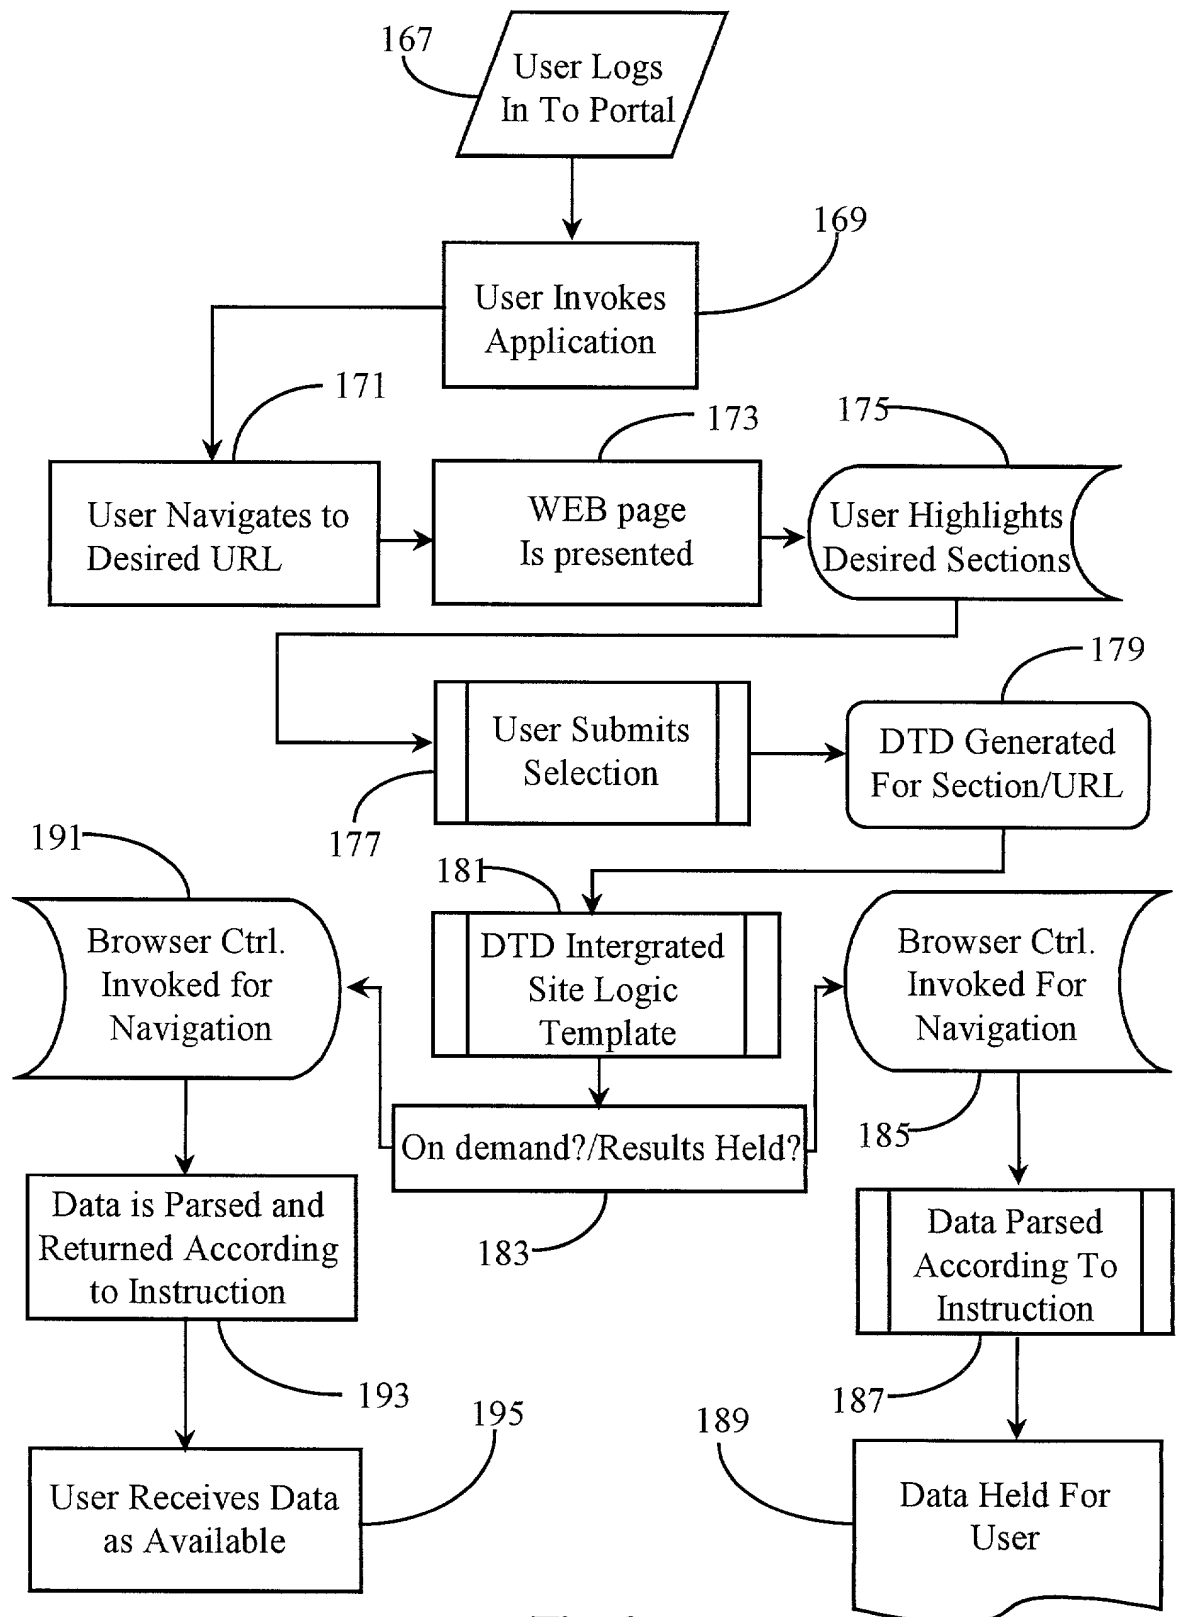 167
User Logs
In To Portal
169
User Invokes
Application
171
173
175
User Navigates to
Desired URL
WEB page
Is presented
User Highlights
Desired Sections
179
User Submits
Selection
DTD Generated
For Section/URL
177
191
181
Browser Ctrl.
Invoked for
Navigation
DTD Intergrated
Site Logic
Template
Browser Ctrl.
Invoked For
Navigation
On demand?/Results Held?
185
183
Data is Parsed and
Returned According
to Instruction
Data Parsed
According To
Instruction
193
187
195
189
User Receives Data
as Available
Data Held For
User